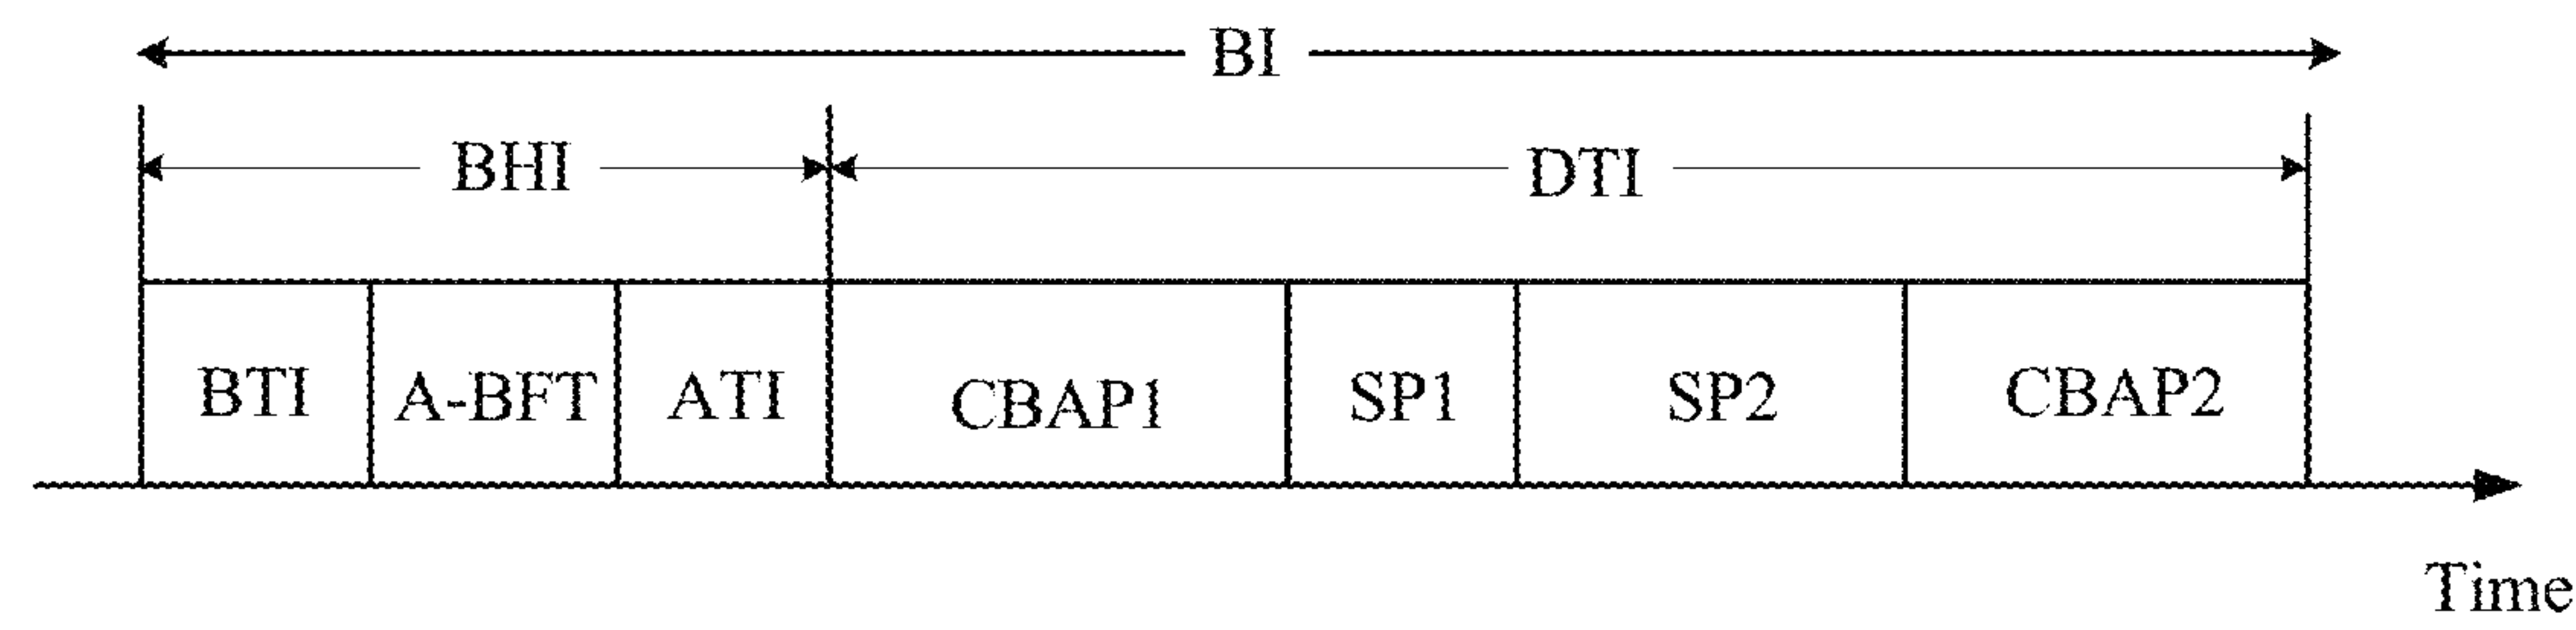 BI
BHI DTI
BTI A-BFT ATI CBAP1 SP1 SP2 CBAP2
Time